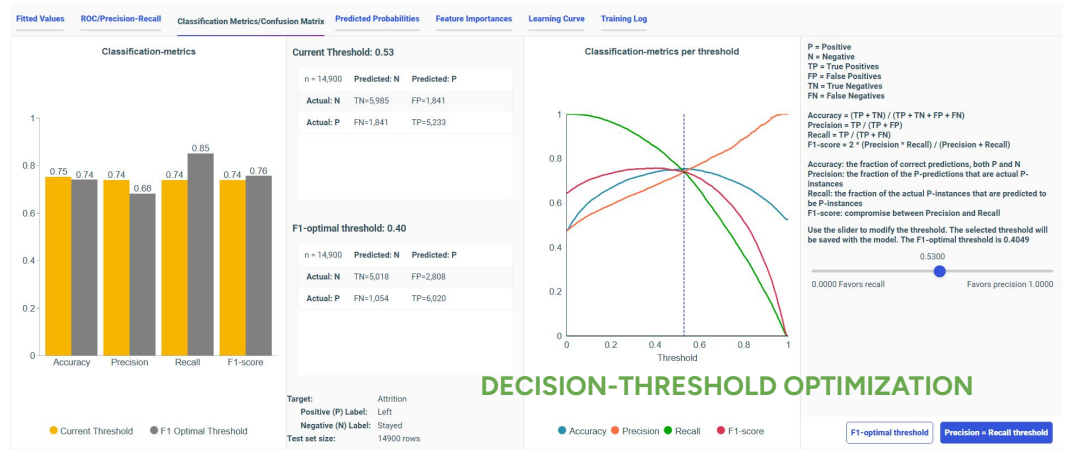 Fitted Values ROC/Precision-Recall Classification Metrics/Confusion Matrix Predicted Probabilities Feature Importances Learning Curve Training Log
Classification-metrics
1
0.8
0.6
0.4
0.2
0
0.75 0.74 0.74 0.68 0.74 0.85 0.74 0.76
Accuracy Precision Recall F1-score
Current Threshold F1 Optimal Threshold
Current Threshold: 0.53
n = 14,900 Predicted: N Predicted: P
Actual: N TN=5,985 FP=1,841
Actual: P FN=1,841 TP=5,233
F1-optimal threshold: 0.40
n = 14,900 Predicted: N Predicted: P
Actual: N TN=5,018 FP=2,808
Actual: P FN=1,054 TP=6,020
Target: Attrition
Positive (P) Label: Left
Negative (N) Label: Stayed
Test set size: 14900 rows
Classification-metrics per threshold
1
0.8
0.6
0.4
0.2
0
0 0.2 0.4 0.6 0.8 1
Threshold
DECISION-THRESHOLD OPTIMIZATION
Accuracy Precision Recall F1-score
P = Positive
N = Negative
TP = True Positives
FP = False Positives
TN = True Negatives
FN = False Negatives
Accuracy = (TP + TN) / (TP + TN + FP + FN)
Precision = TP / (TP + FP)
Recall = TP / (TP + FN)
F1-score = 2 * (Precision * Recall) / (Precision + Recall)
Accuracy: the fraction of correct predictions, both P and N
Precision: the fraction of the P-predictions that are actual P-
instances
Recall: the fraction of the actual P-instances that are predicted to
be P-instances
F1-score: compromise between Precision and Recall
Use the slider to modify the threshold. The selected threshold will
be saved with the model. The F1-optimal threshold is 0.4049
0.5300
0.0000 Favors recall Favors precision 1.0000
F1-optimal threshold Precision = Recall threshold